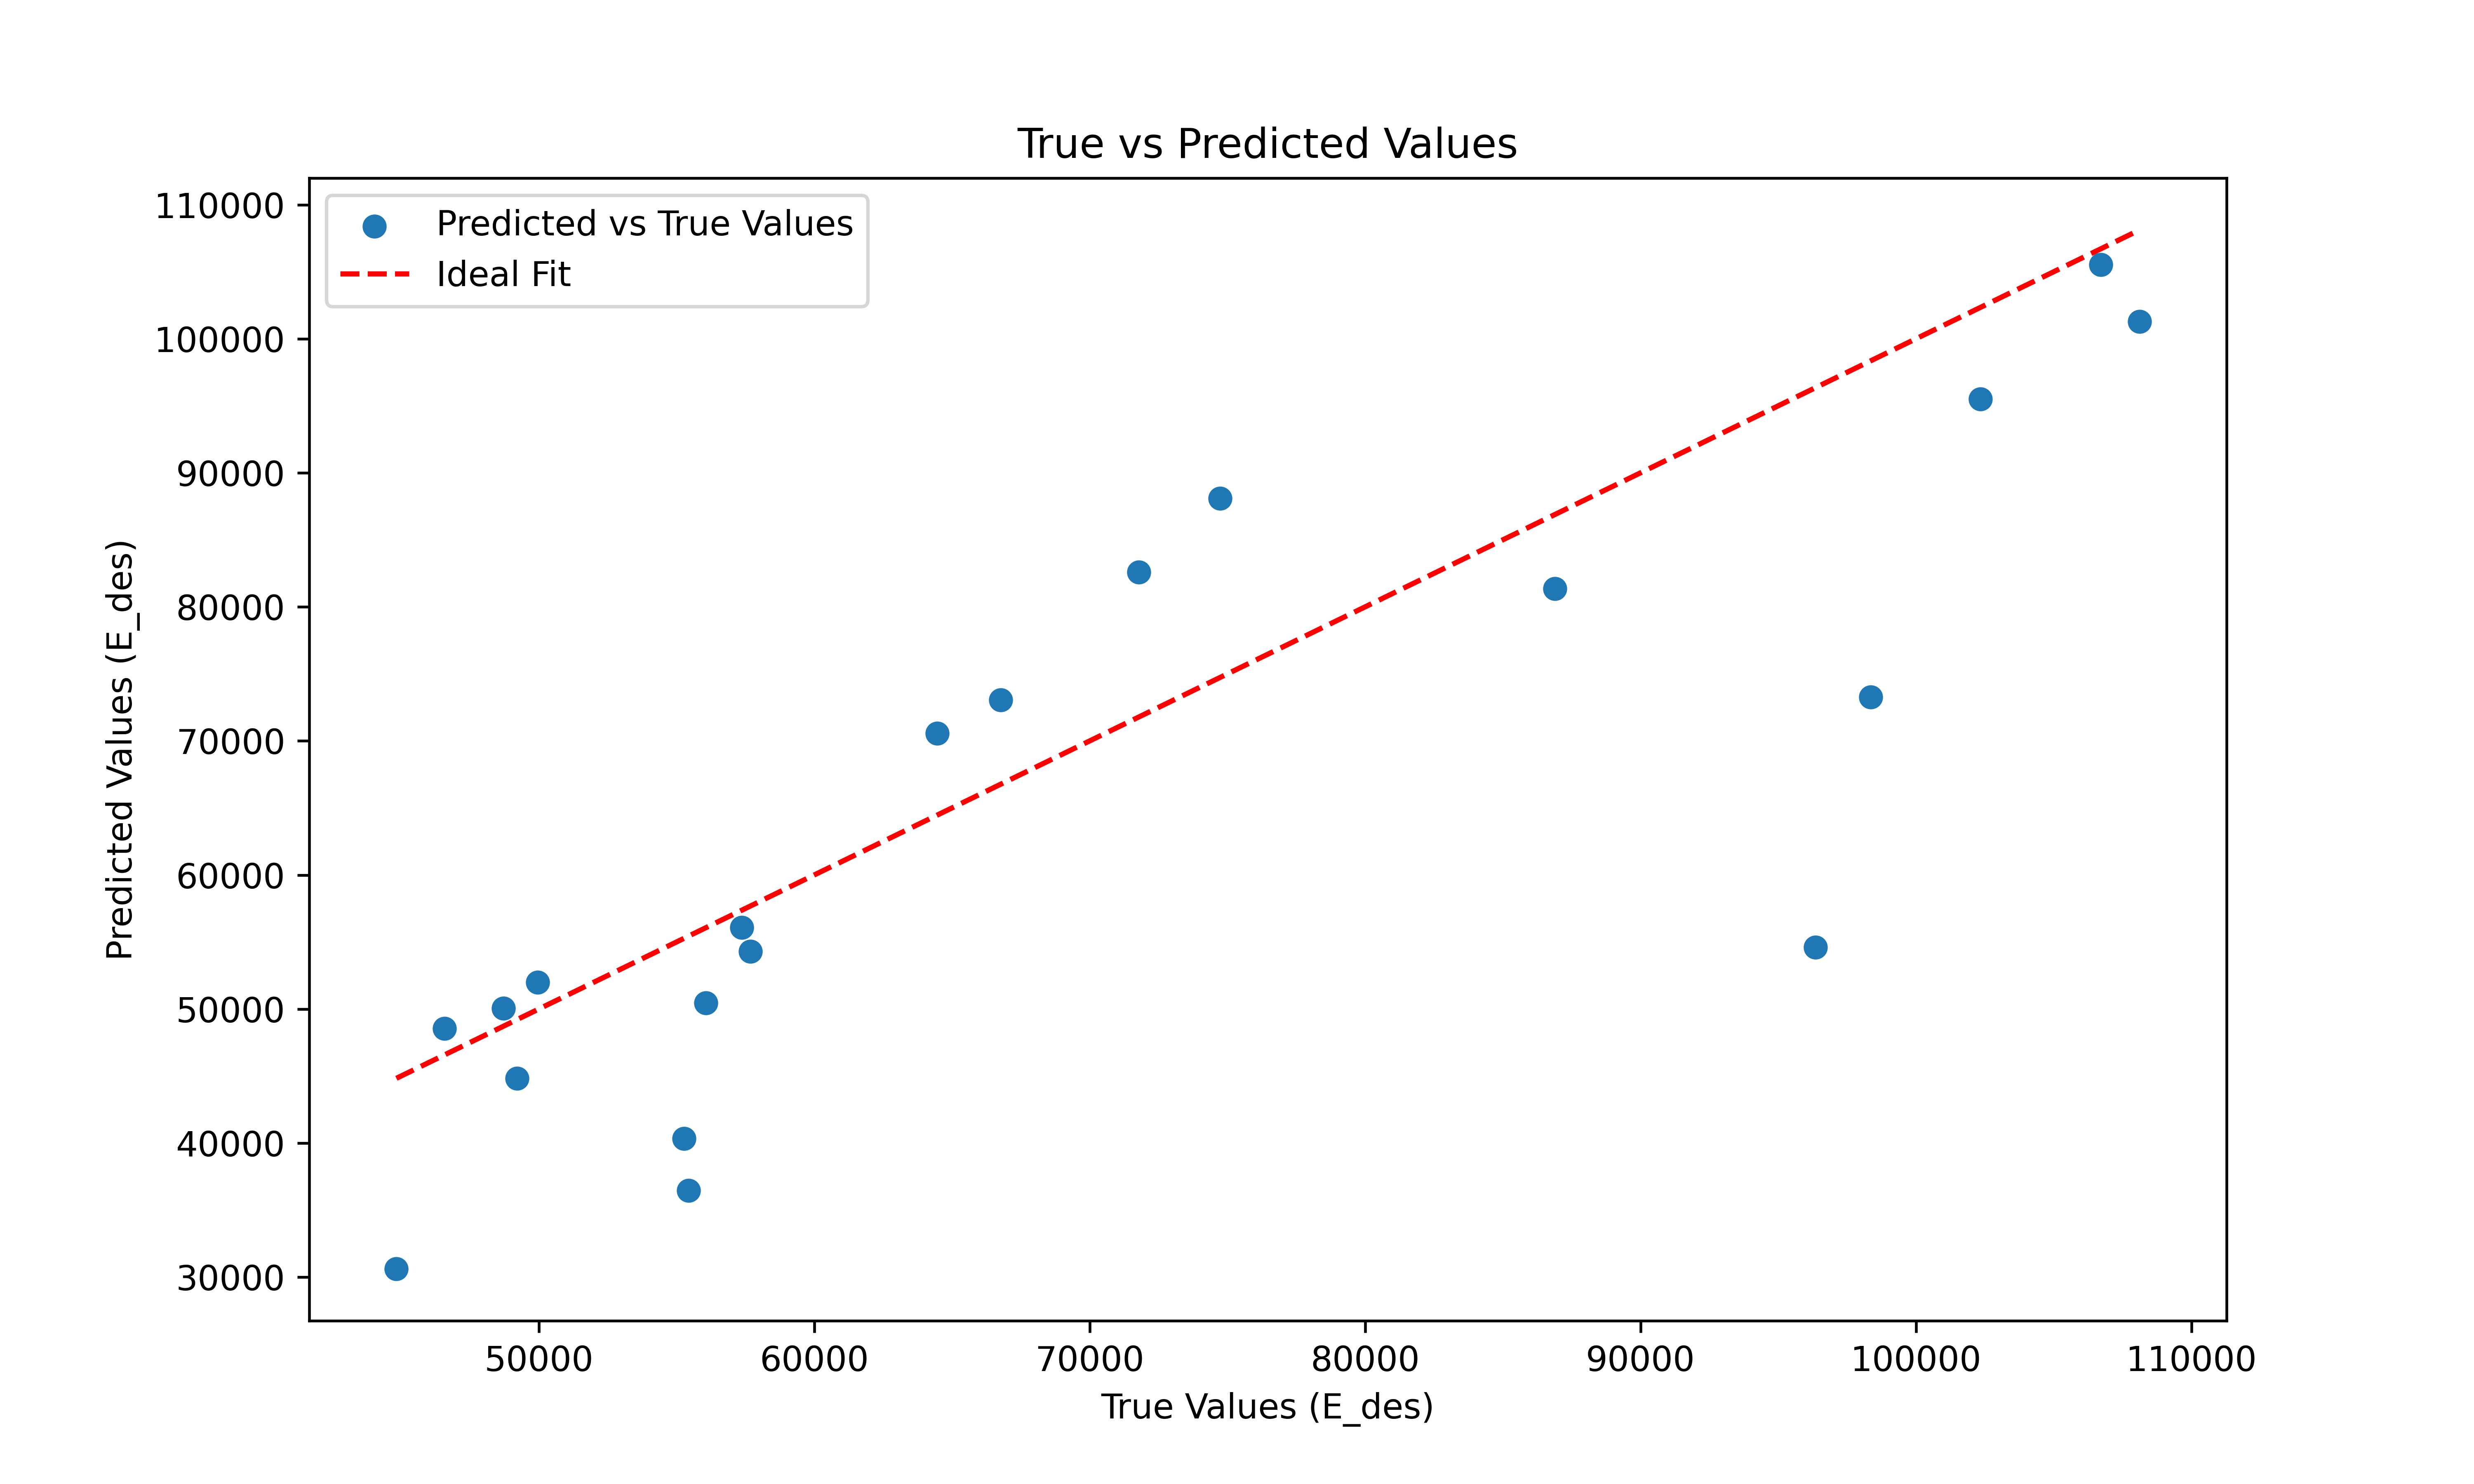 True vs Predicted Values
Predicted vs True Values
Ideal Fit
110000
100000
90000
80000
70000
60000
50000
40000
30000
Predicted Values (E_des)
50000 60000 70000 80000 90000 100000 110000
True Values (E_des)